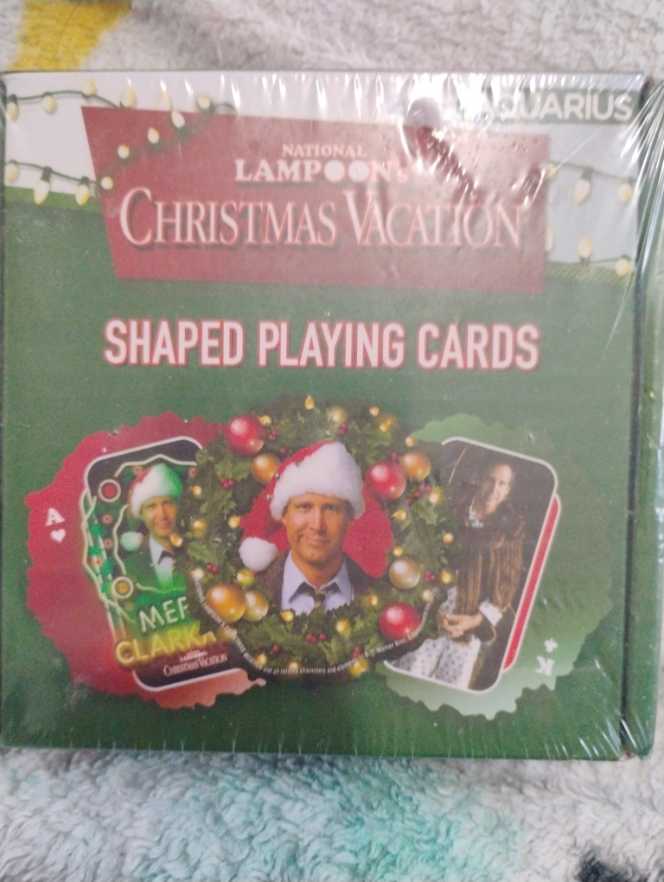 AQUARIUS
NATIONAL
LAMPOON'S
CHRISTMAS VACATION
SHAPED PLAYING CARDS
A
MER
CLARK
CHRISTMAS VACATION
K